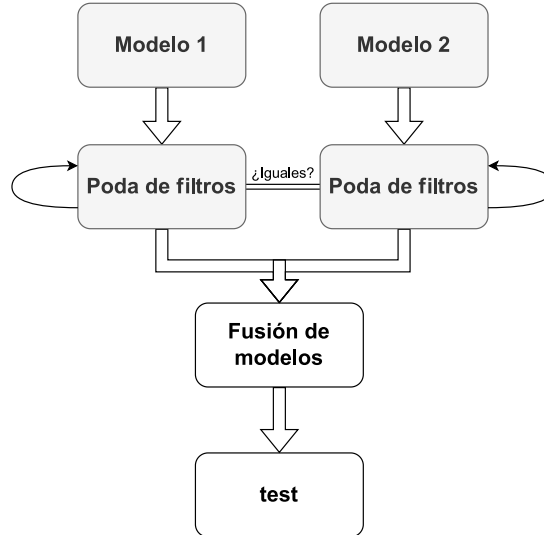 Modelo 1
Modelo 2
Poda de filtros
¿Iguales?
Poda de filtros
Fusión de
modelos
test